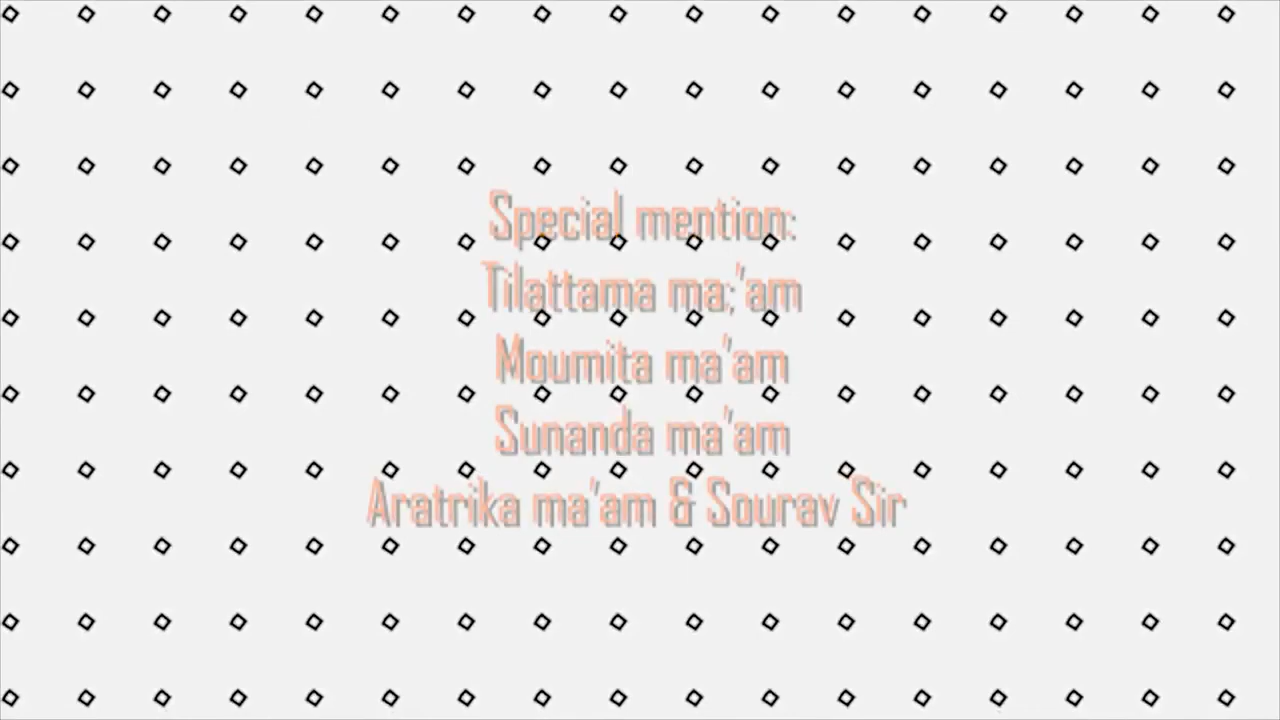 Special mention:
Tilattama ma;'am
Moumita ma'am
Sunanda ma'am
Aratrika ma'am & Sourav Sir